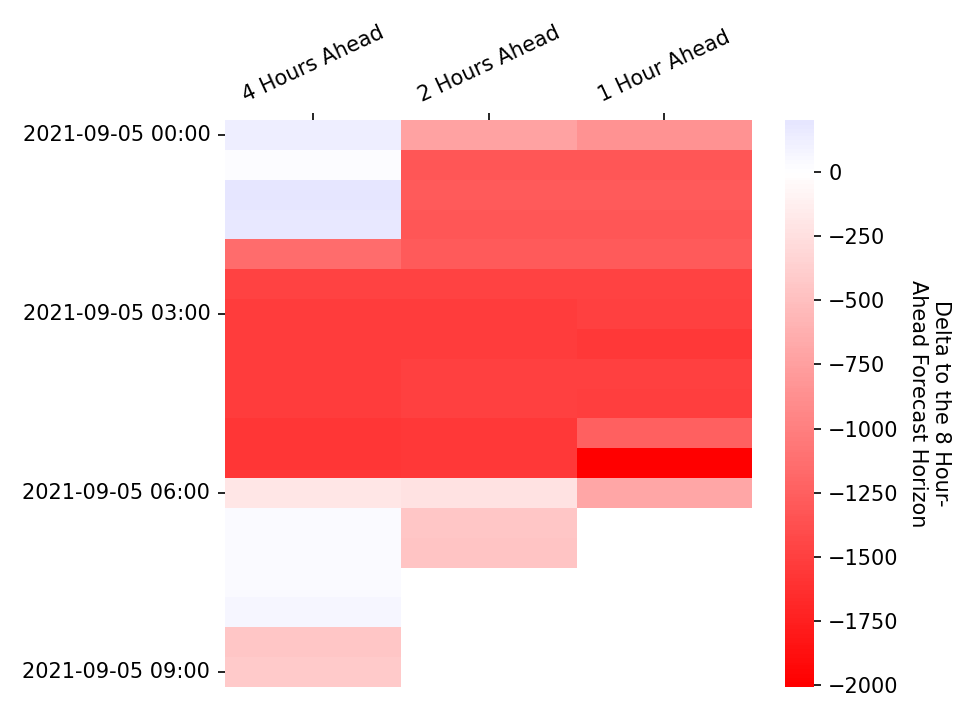 4 Hours Ahead
2 Hours Ahead
1 Hour Ahead
2021-09-05 00:00
2021-09-05 03:00
2021-09-05 06:00
2021-09-05 09:00
0
−250
−500
−750
−1000
−1250
−1500
−1750
−2000
Delta to the 8 Hour-
Ahead Forecast Horizon